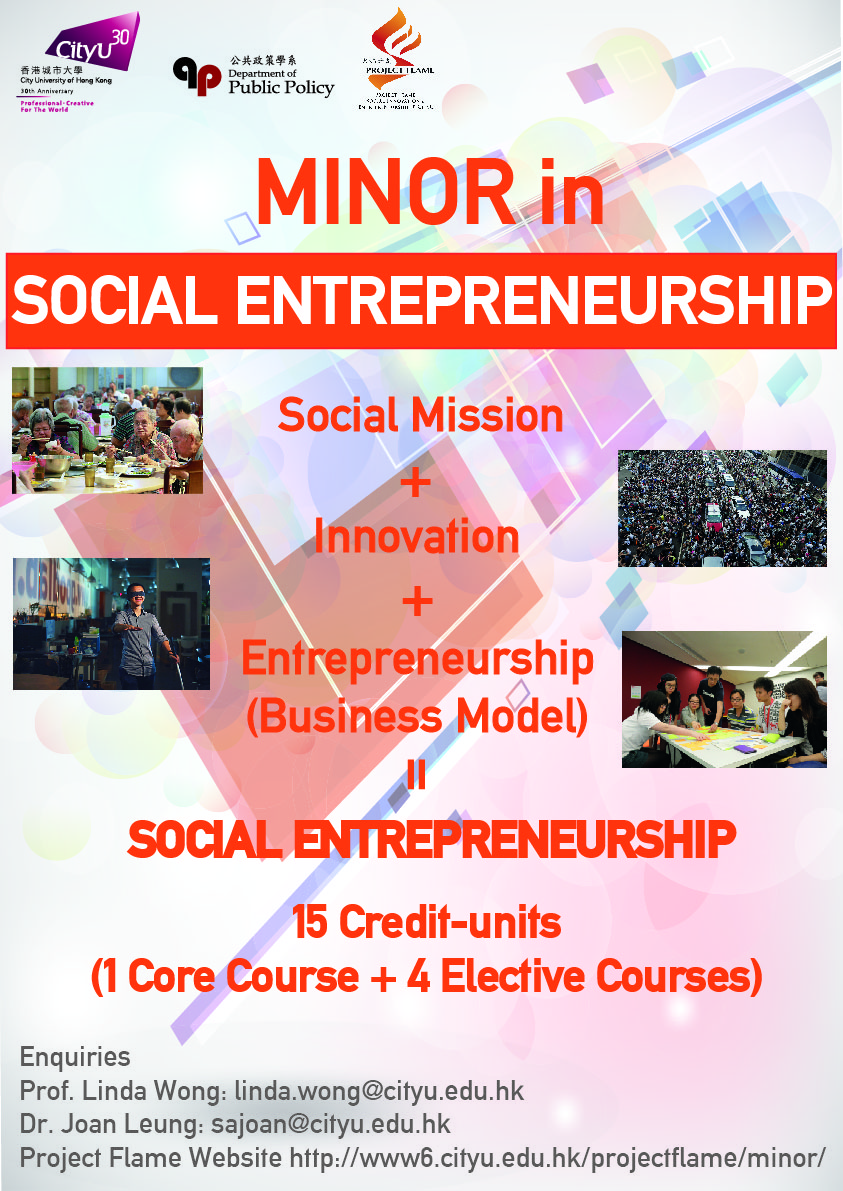 CityU 30
香港城市大學
City University of Hong Kong
30th Anniversary
Professional·Creative
For The World
公共政策學系
Department of
Public Policy
PROJECT FLAME
PROJECT FLAME
MINOR in
SOCIAL ENTREPRENEURSHIP
Social Mission
+
Innovation
+
Entrepreneurship
(Business Model)
=
SOCIAL ENTREPRENEURSHIP
15 Credit-units
(1 Core Course + 4 Elective Courses)
Enquiries
Prof. Linda Wong: linda.wong@cityu.edu.hk
Dr. Joan Leung: sajoan@cityu.edu.hk
Project Flame Website http://www6.cityu.edu.hk/projectflame/minor/